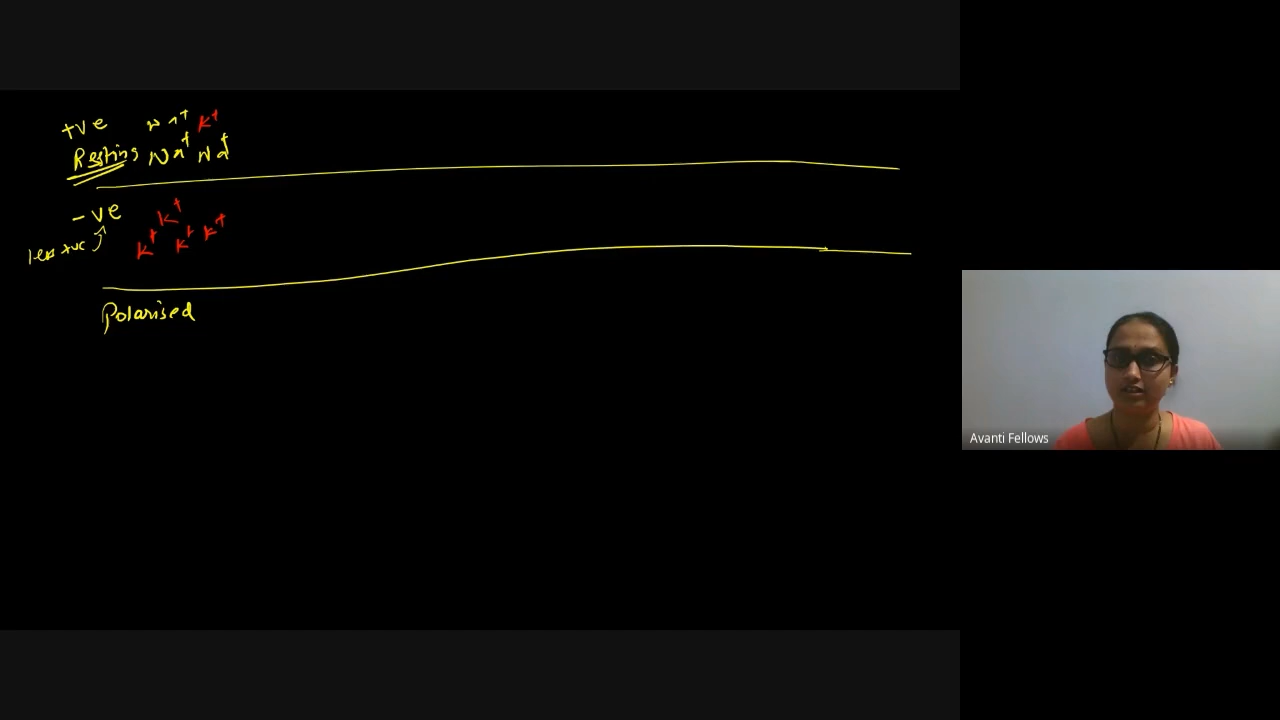 +ve Na+ K+
Resting Na+ Na+
-ve K+
less +ve K+ K+ K+
Polarised
Avanti Fellows